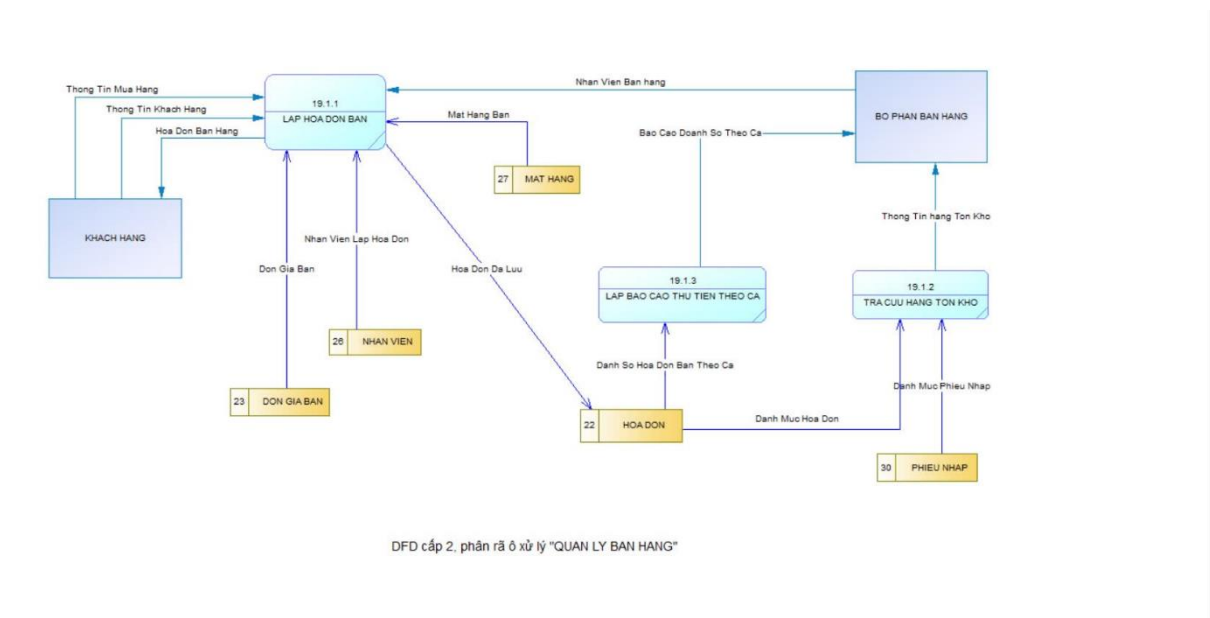 Nhan Vien Ban hang
Thong Tin Mua Hang
19.1.1
LAP HOA DON BAN
Thong Tin Khach Hang
Mat Hang Ban
BO PHAN BAN HANG
Hoa Don Ban Hang
Bao Cao Doanh So Theo Ca
27 MAT HANG
Thong Tin hang Ton Kho
KHACH HANG
Nhan Vien Lap Hoa Don
Don Gia Ban
Hoa Don Da Luu
19.1.3
LAP BAO CAO THU TIEN THEO CA
19.1.2
TRA CUU HANG TON KHO
26 NHAN VIEN
Danh So Hoa Don Ban Theo Ca
Danh Muc Phieu Nhap
23 DON GIA BAN
22 HOA DON
Danh Muc Hoa Don
30 PHIEU NHAP
DFD cấp 2, phân rã ô xử lý "QUAN LY BAN HANG"